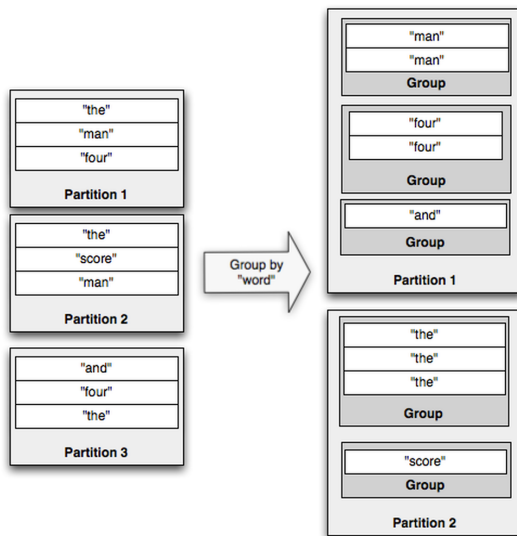 "the"
"man"
"four"
Partition 1
"the"
"score"
"man"
Partition 2
"and"
"four"
"the"
Partition 3
Group by
"word"
"man"
"man"
Group
"four"
"four"
Group
"and"
Group
Partition 1
"the"
"the"
"the"
Group
"score"
Group
Partition 2